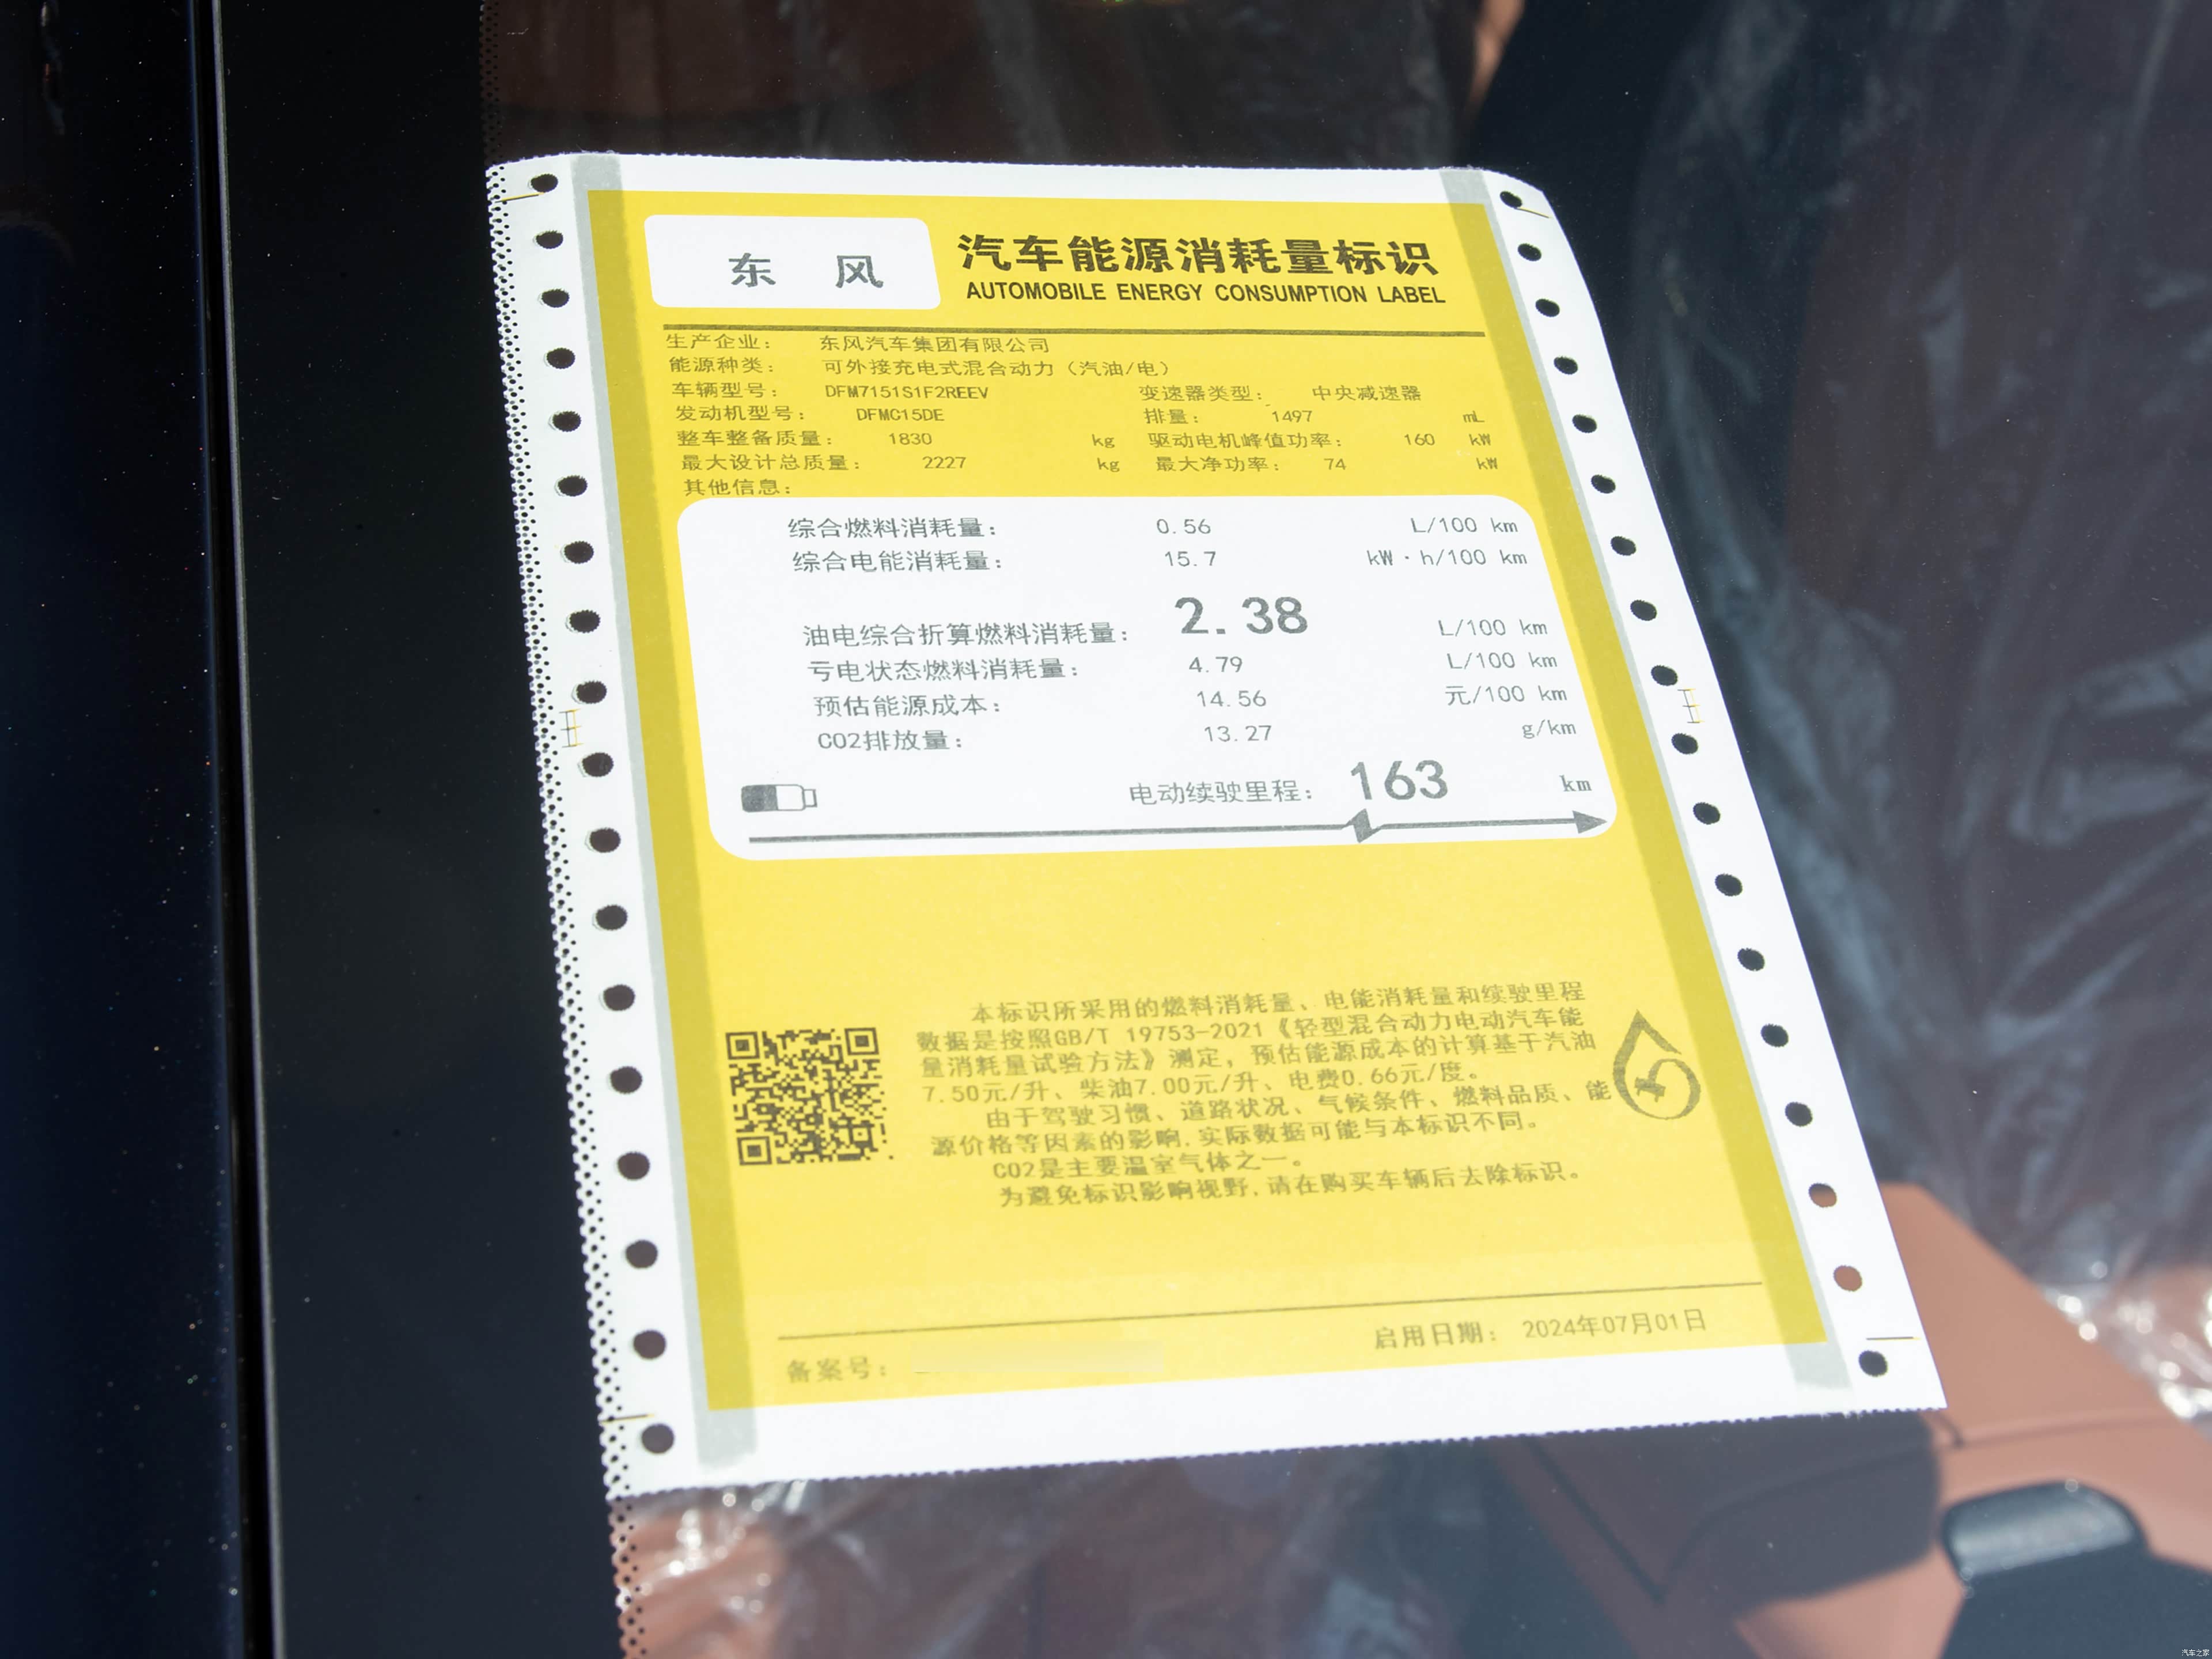 东 风
汽车能源消耗量标识
AUTOMOBILE ENERGY CONSUMPTION LABEL
生产企业: 东风汽车集团有限公司
能源种类: 可外接充电式混合动力（汽油/电）
车辆型号: DFM7151S1F2REEV 变速器类型: 中央减速器
发动机型号: DFMC15DE 排量: 1497 mL
整车整备质量: 1830 kg 驱动电机峰值功率: 160 kW
最大设计总质量: 2227 kg 最大净功率: 74 kW
其他信息:
综合燃料消耗量: 0.56 L/100 km
综合电能消耗量: 15.7 kW·h/100 km
油电综合折算燃料消耗量: 2.38 L/100 km
亏电状态燃料消耗量: 4.79 L/100 km
预估能源成本: 14.56 元/100 km
CO2排放量: 13.27 g/km
电动续驶里程: 163 km
本标识所采用的燃料消耗量、电能消耗量和续驶里程
数据是按照GB/T 19753-2021《轻型混合动力电动汽车能
量消耗量试验方法》测定，预估能源成本的计算基于汽油
7.50元/升、柴油7.00元/升、电费0.66元/度。
由于驾驶习惯、道路状况、气候条件、燃料品质、能
源价格等因素的影响,实际数据可能与本标识不同。
CO2是主要温室气体之一。
为避免标识影响视野,请在购买车辆后去除标识。
备案号: 启用日期: 2024年07月01日
汽车之家